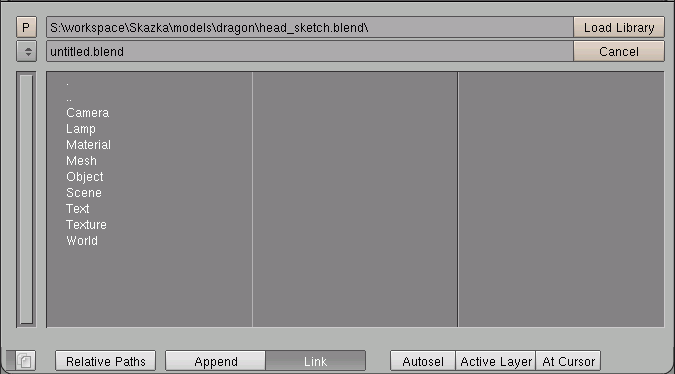 P S:\workspace\Skazka\models\dragon\head_sketch.blend\ Load Library
untitled.blend Cancel
.
..
Camera
Lamp
Material
Mesh
Object
Scene
Text
Texture
World
Relative Paths Append Link Autosel Active Layer At Cursor